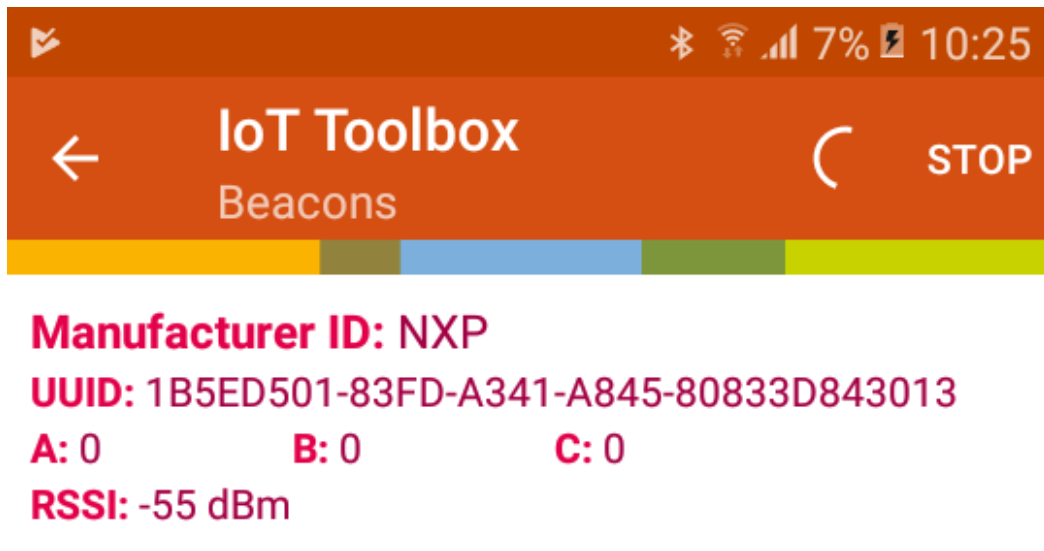 7% 10:25
IoT Toolbox
Beacons
STOP
Manufacturer ID: NXP
UUID: 1B5ED501-83FD-A341-A845-80833D843013
A: 0 B: 0 C: 0
RSSI: -55 dBm